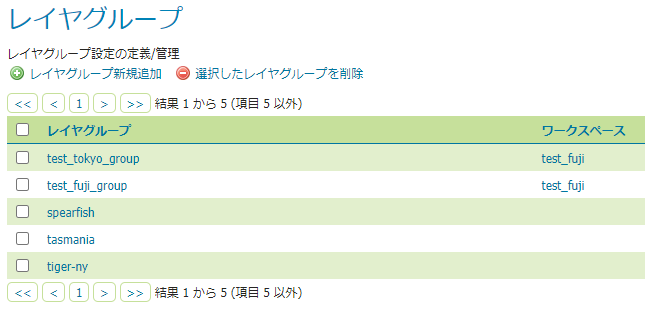 レイヤグループ
レイヤグループ設定の定義/管理
レイヤグループ新規追加 選択したレイヤグループを削除
<< < 1 > >> 結果 1 から 5 (項目 5 以外)
レイヤグループ ワークスペース
test_tokyo_group test_fuji
test_fuji_group test_fuji
spearfish
tasmania
tiger-ny
<< < 1 > >> 結果 1 から 5 (項目 5 以外)